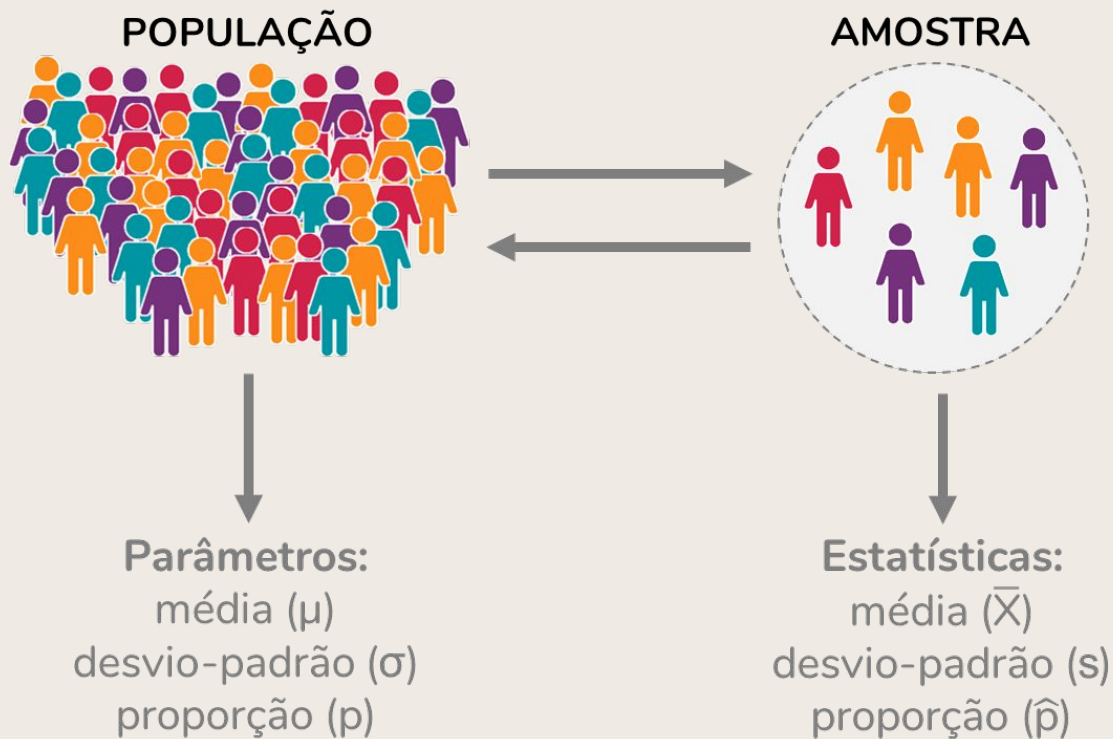 POPULAÇÃO
AMOSTRA
Parâmetros:
média (μ)
desvio-padrão (σ)
proporção (p)
Estatísticas:
média (X̅)
desvio-padrão (s)
proporção (p̂)